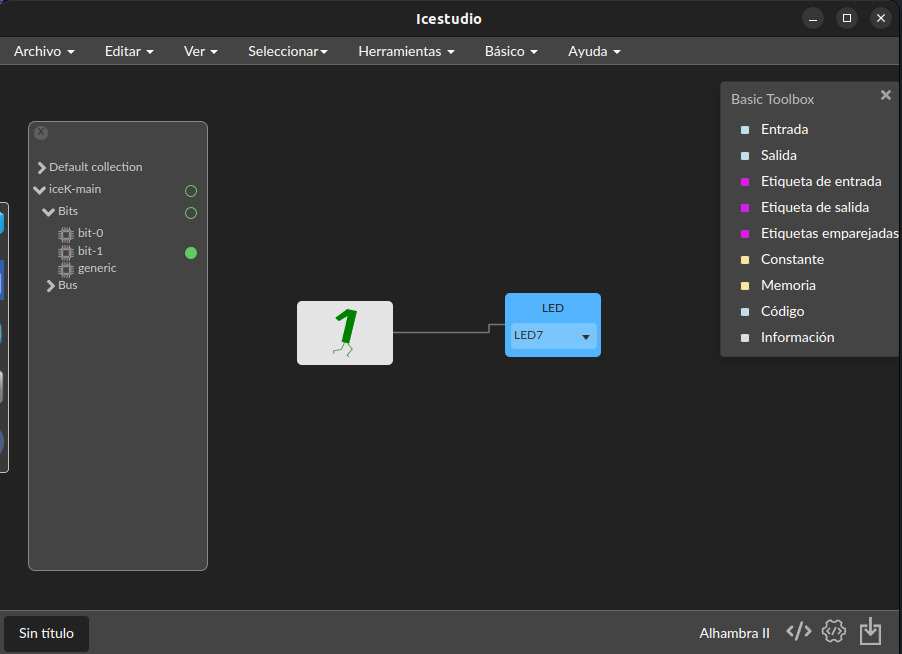 Icestudio
Archivo Editar Ver Seleccionar Herramientas Básico Ayuda
X
Default collection
iceK-main
Bits
bit-0
bit-1
generic
Bus
1
LED
LED7
Basic Toolbox
Entrada
Salida
Etiqueta de entrada
Etiqueta de salida
Etiquetas emparejadas
Constante
Memoria
Código
Información
Sin título
Alhambra II